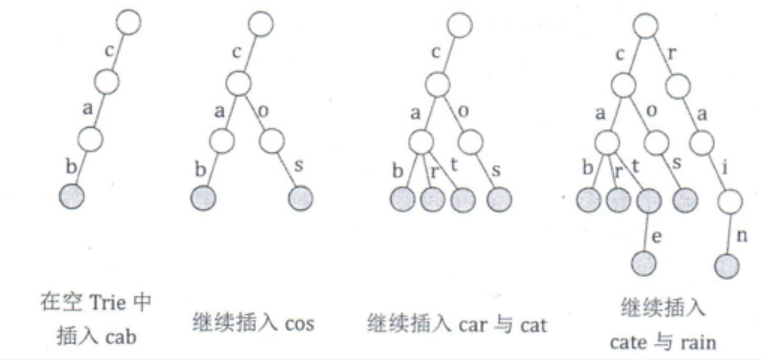 c
a
b
c
a o
b s
c
a o
b r t s
c r
a o a
b r t s i
e n
在空 Trie 中
插入 cab
继续插入 cos
继续插入 car 与 cat
继续插入
cate 与 rain